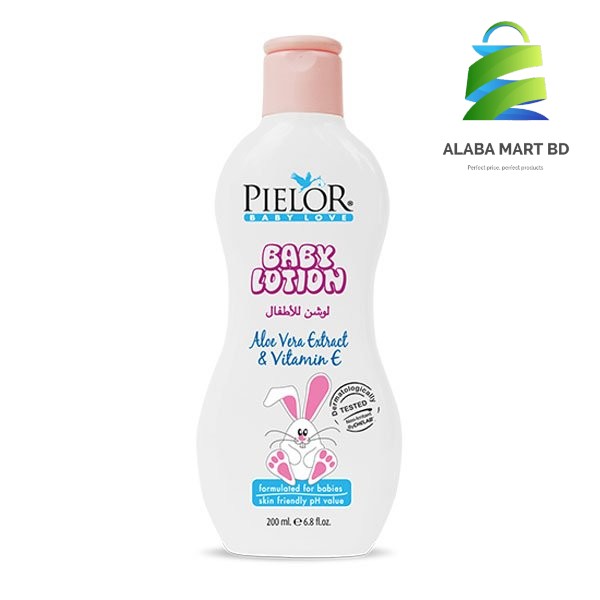 ALABA MART BD
Perfect price, perfect products
PIELOR®
BABY LOVE
BABY
LOTION
لوشن للأطفال
Aloe Vera Extract
& Vitamin E
Dermatologically
TESTED
formulated for babies
skin friendly pH value
200 ml. ℮ 6.8 fl.oz.